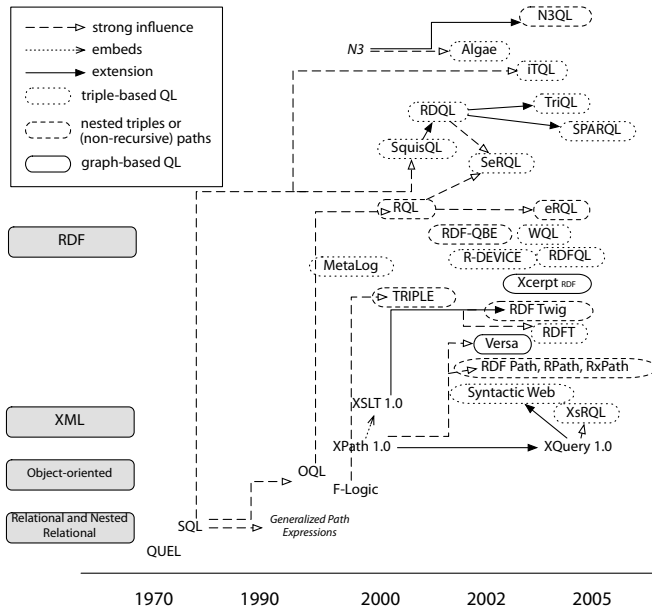 strong influence
embeds
extension
triple-based QL
nested triples or
(non-recursive) paths
graph-based QL
N3QL
N3
Algae
iTQL
RDQL
TriQL
SPARQL
SquisQL
SeRQL
RQL
eRQL
RDF
RDF-QBE
WQL
R-DEVICE
RDFQL
MetaLog
Xcerpt RDF
TRIPLE
RDF Twig
RDFT
Versa
RDF Path, RPath, RxPath
Syntactic Web
XSLT 1.0
XsRQL
XML
XPath 1.0
XQuery 1.0
Object-oriented
OQL
F-Logic
Relational and Nested
Relational
SQL
Generalized Path
Expressions
QUEL
1970
1990
2000
2002
2005